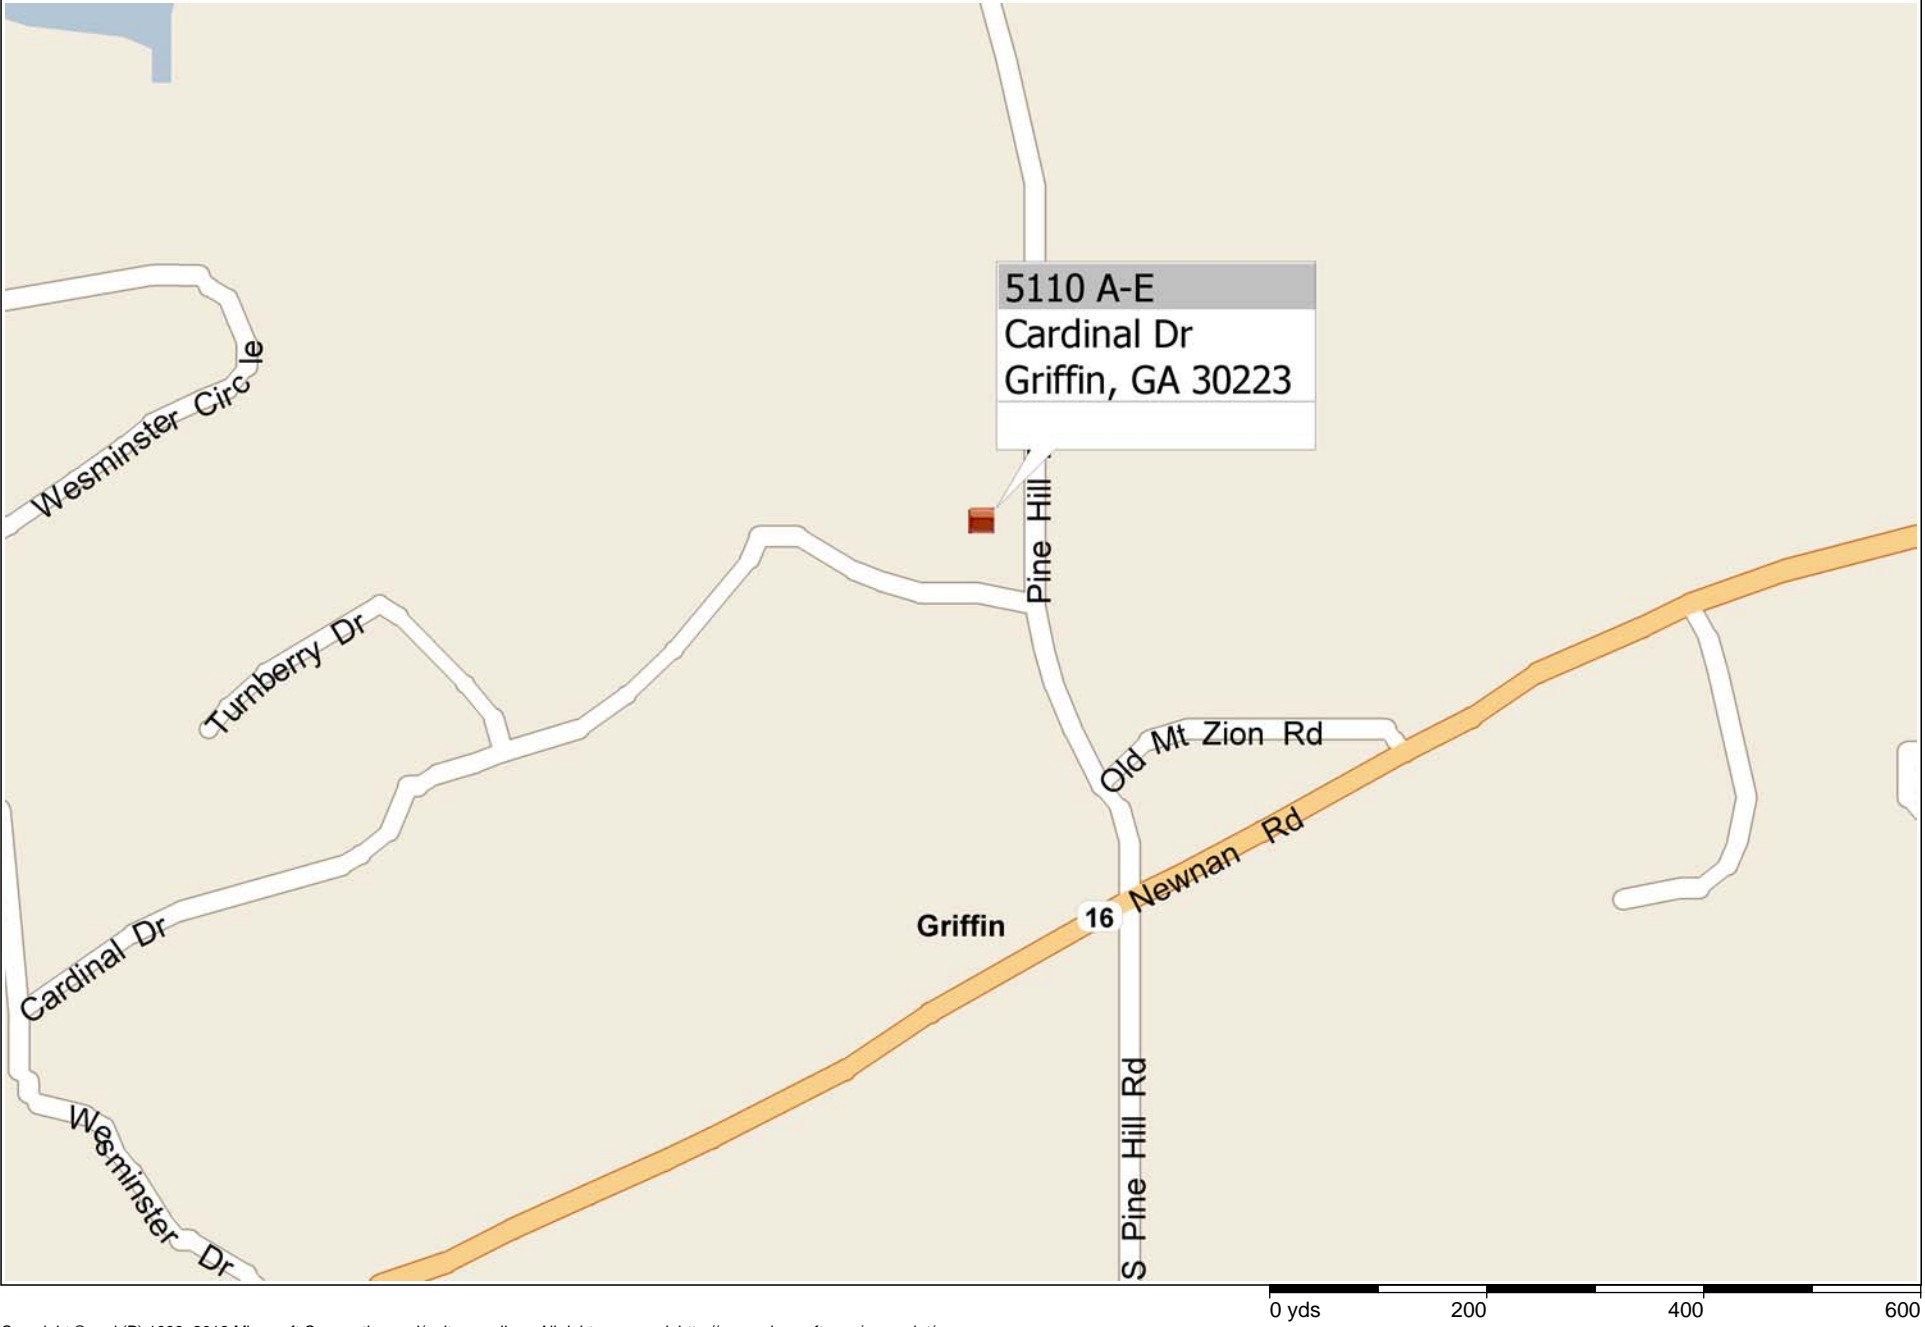 5110 A-E
Cardinal Dr
Griffin, GA 30223
Wesminster Circle
Pine Hill
Turnberry Dr
Old Mt Zion Rd
Newnan Rd
16
Griffin
Cardinal Dr
Wesminster Dr
S Pine Hill Rd
0 yds 200 400 600